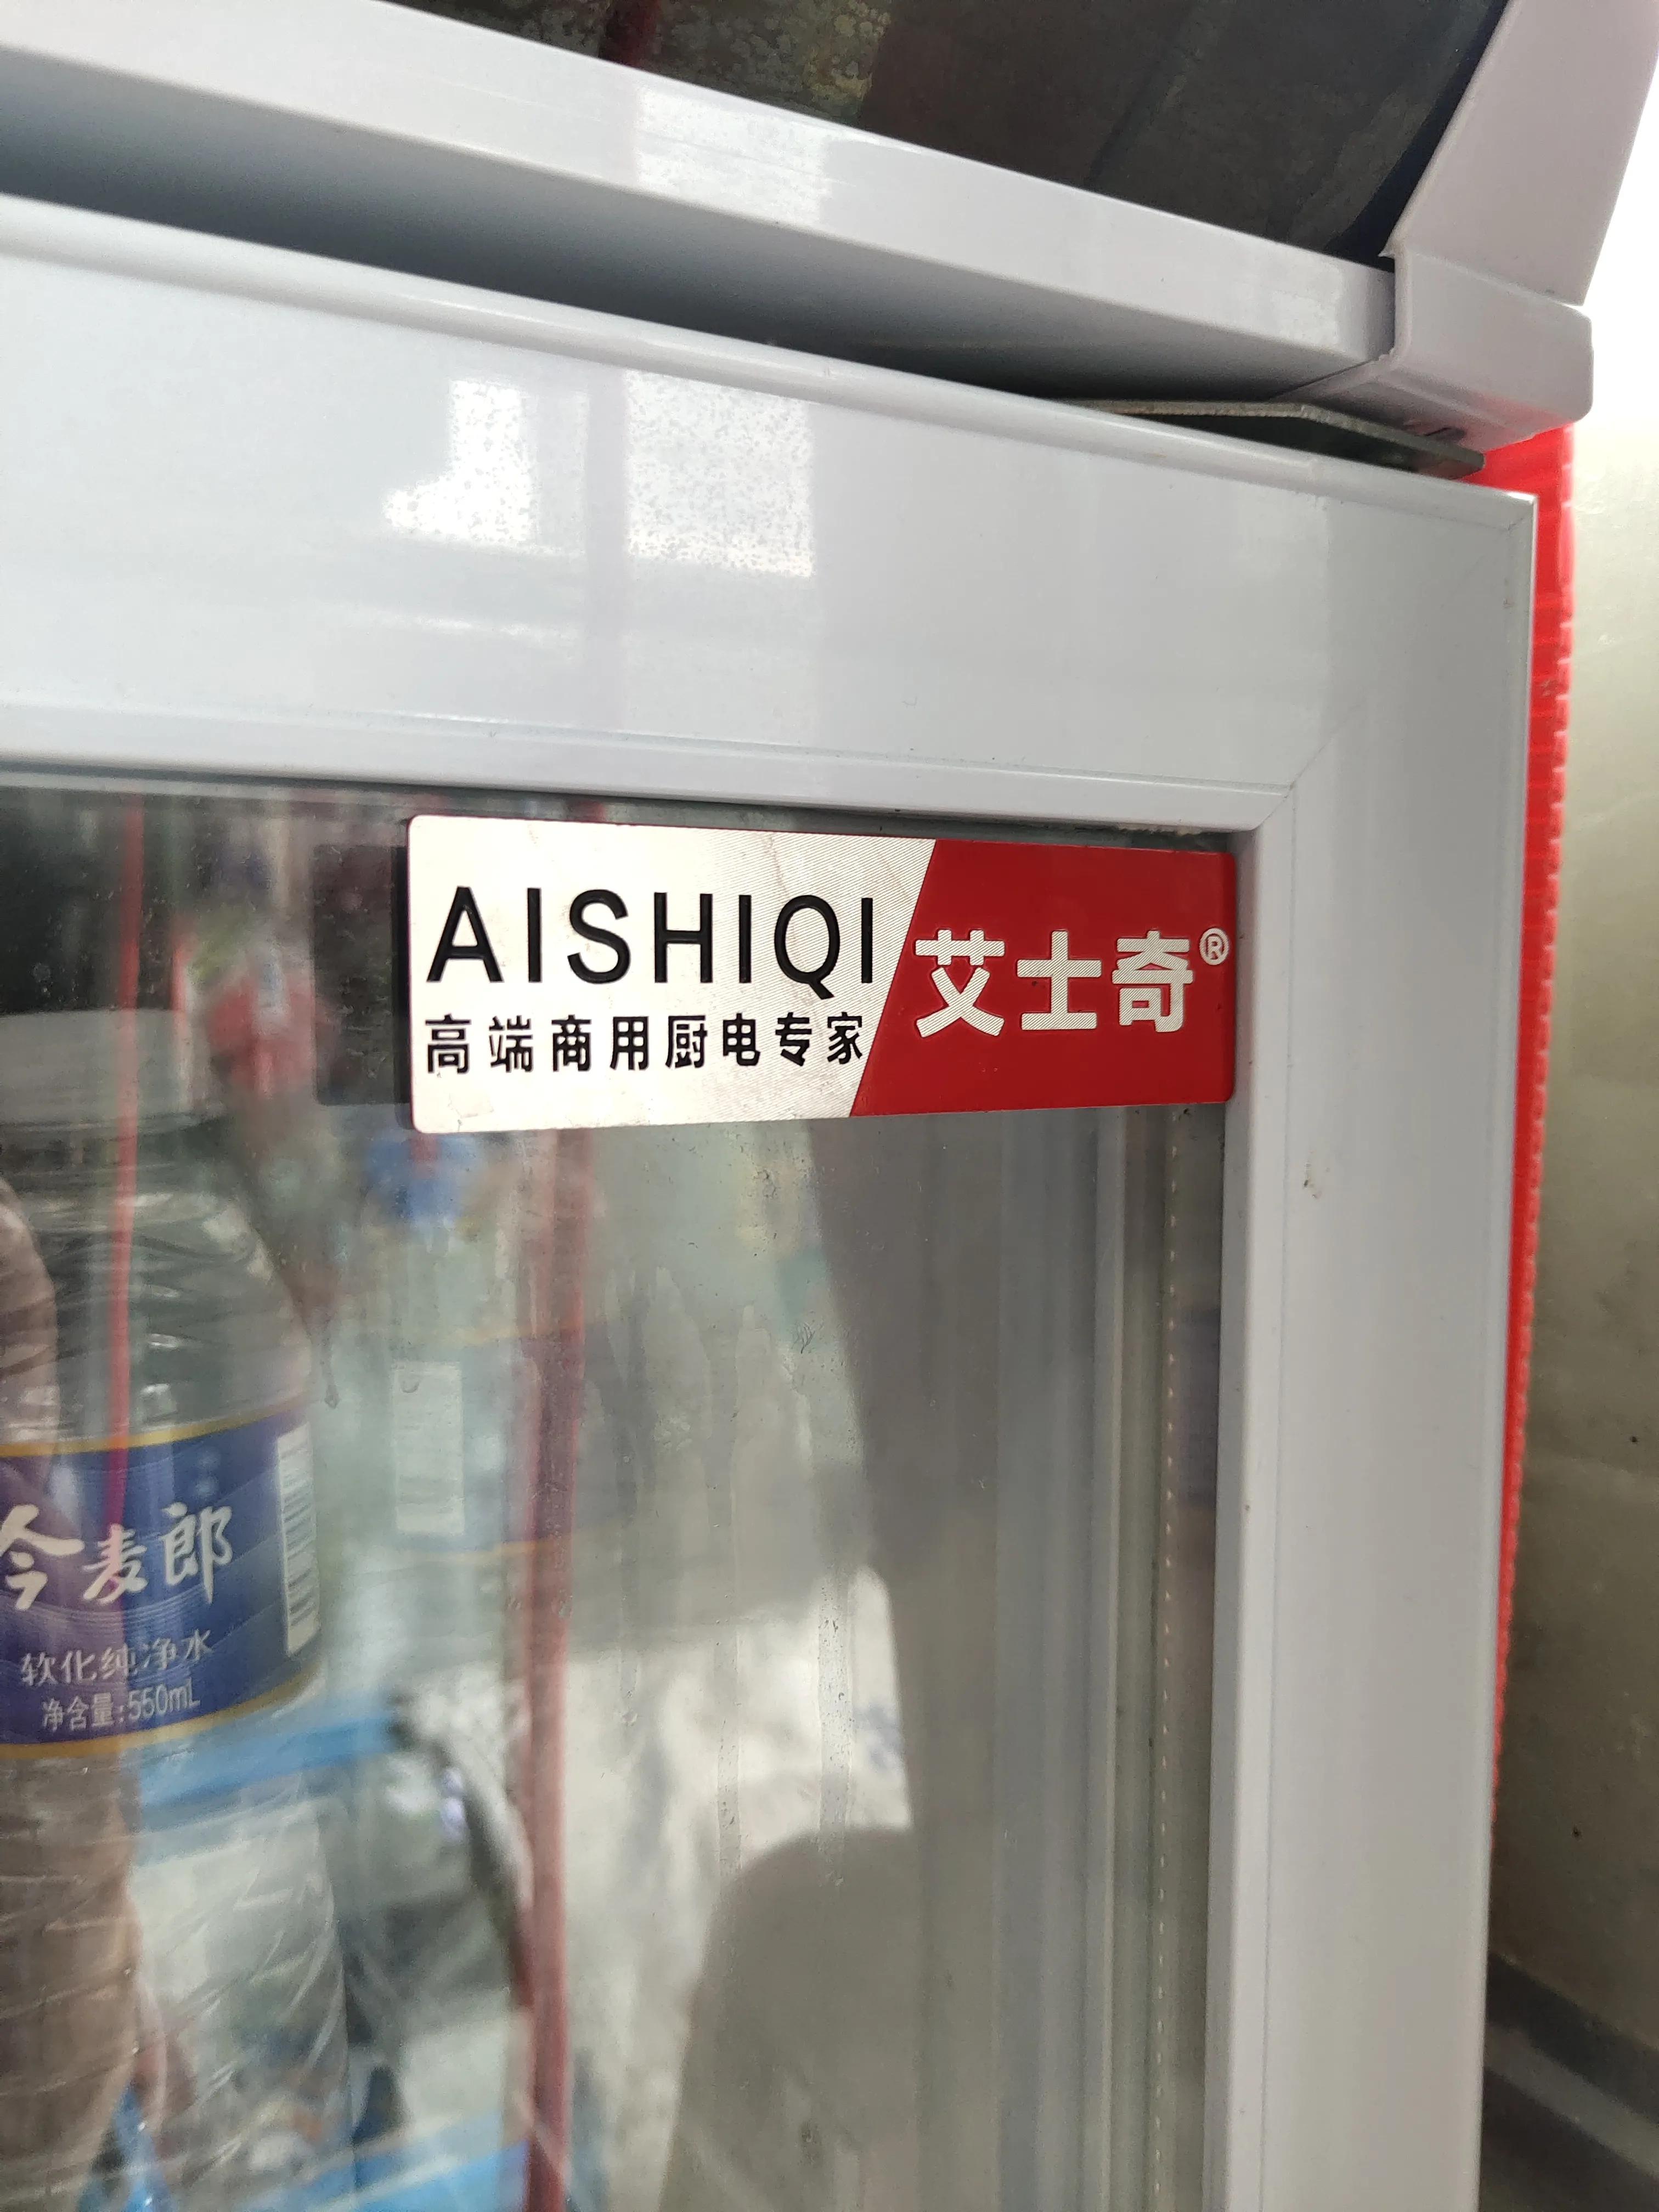 AISHIQI
高端商用厨电专家
艾士奇®
今麦郎
软化纯净水
净含量:550mL